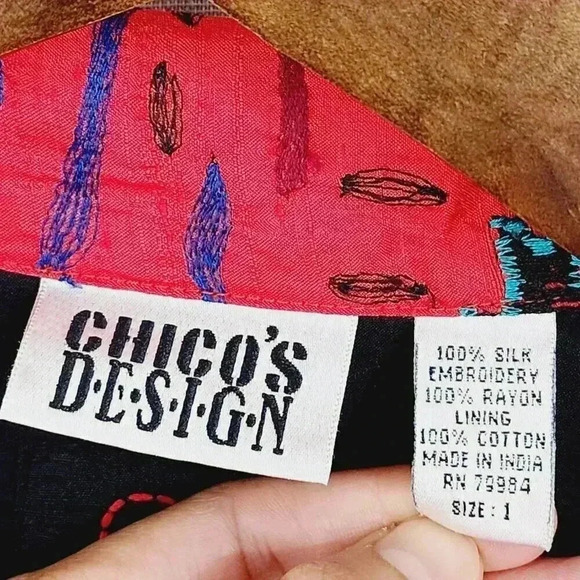 CHICO'S
D•E•S•I•G•N
100% SILK
EMBROIDERY
100% RAYON
LINING
100% COTTON
MADE IN INDIA
RN 79984
SIZE : 1